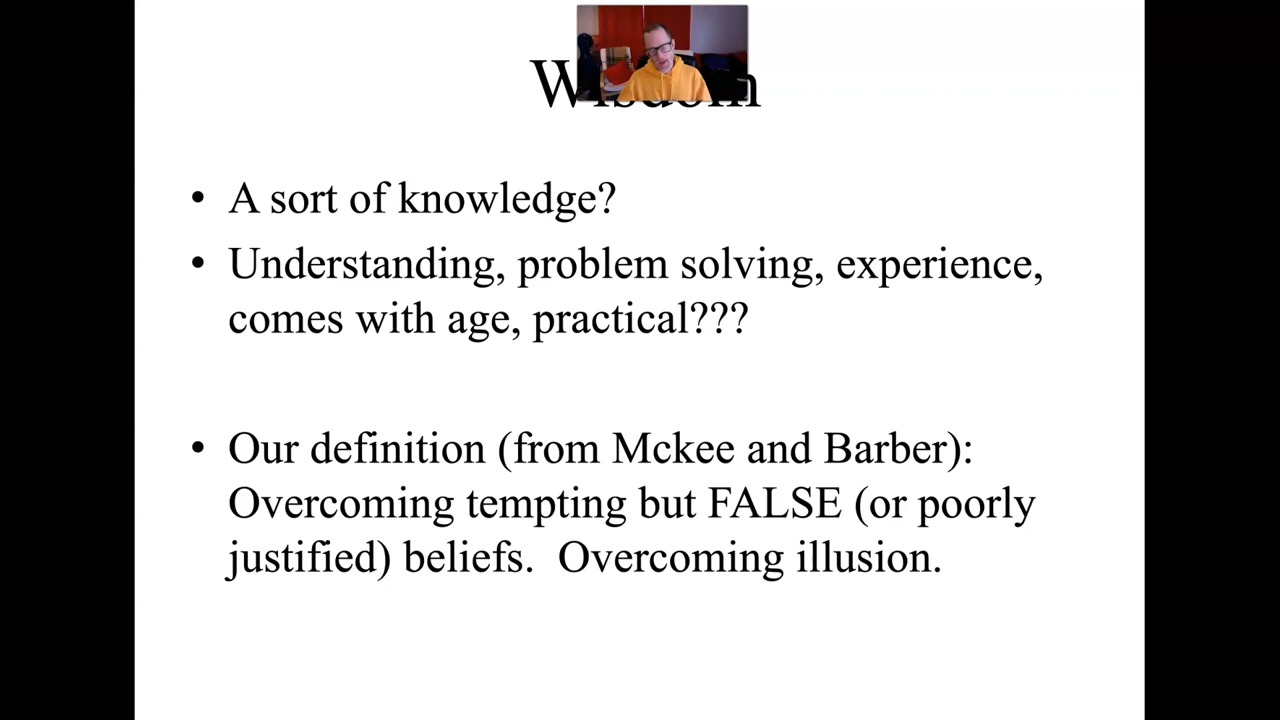 Wisdom
• A sort of knowledge?
• Understanding, problem solving, experience,
comes with age, practical???
• Our definition (from Mckee and Barber):
Overcoming tempting but FALSE (or poorly
justified) beliefs.  Overcoming illusion.